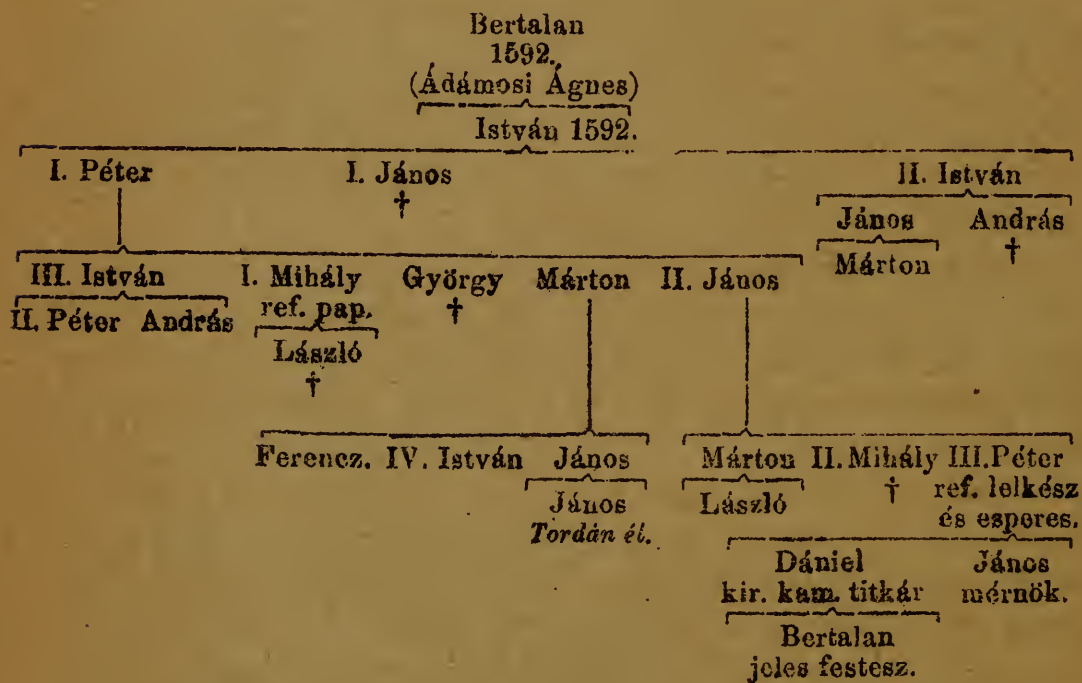 Bertalan
1592.
(Ádámosi Ágnes)
István 1592.
I. Péter I. János II. István
†
János András
Márton †
III. István I. Mihály György Márton II. János
ref. pap. †
II. Péter András
László
†
Ferencz. IV. István János Márton II. Mihály III. Péter
† ref. lelkész
János László és esperes.
Tordán él.
Dániel János
kir. kam. titkár mérnök.
Bertalan
jeles festesz.